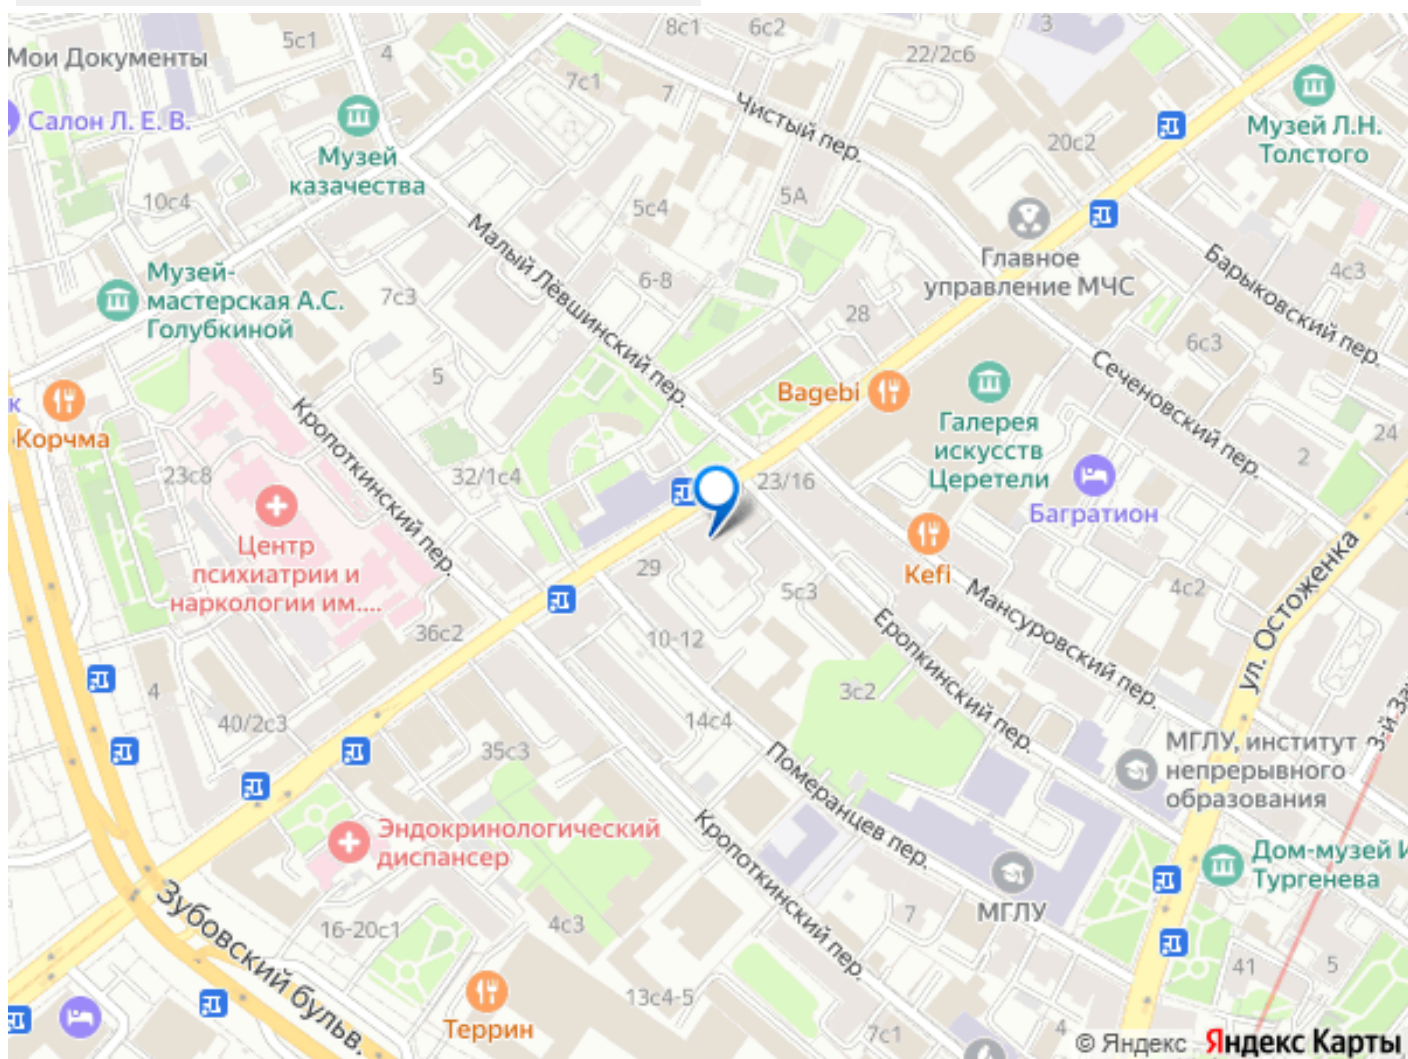 8с1
6с2
3
5с1
4
22/2с6
Мои Документы
7с1
7
Чистый пер.
Салон Л. Е. В.
Музей
казачества
Музей Л.Н.
Толстого
20с2
10с4
5А
5с4
Малый Лёвшинский пер.
Главное
управление МЧС
Барыковский пер.
4с3
Музей-
мастерская А.С.
Голубкиной
7с3
6-8
28
6с3
5
Bagebi
Сеченовский пер.
к
Корчма
Кропоткинский пер.
Галерея
искусств
Церетели
24
2
23с8
32/1с4
23/16
Багратион
Центр
психиатрии и
наркологии им....
29
5с3
Kefi
Мансуровский пер.
4с2
ул. Остоженка
36с2
10-12
Еропкинский пер.
4
3с2
40/2с3
14с4
35с3
Померанцев пер.
МГЛУ, институт
непрерывного
образования
3-й За
Эндокринологический
диспансер
Кропоткинский пер.
Дом-музей И
Тургенева
МГЛУ
7
Зубовский бульв.
16-20с1
4с3
41
5
13с4-5
Террин
7с1
4
© Яндекс Яндекс Карты